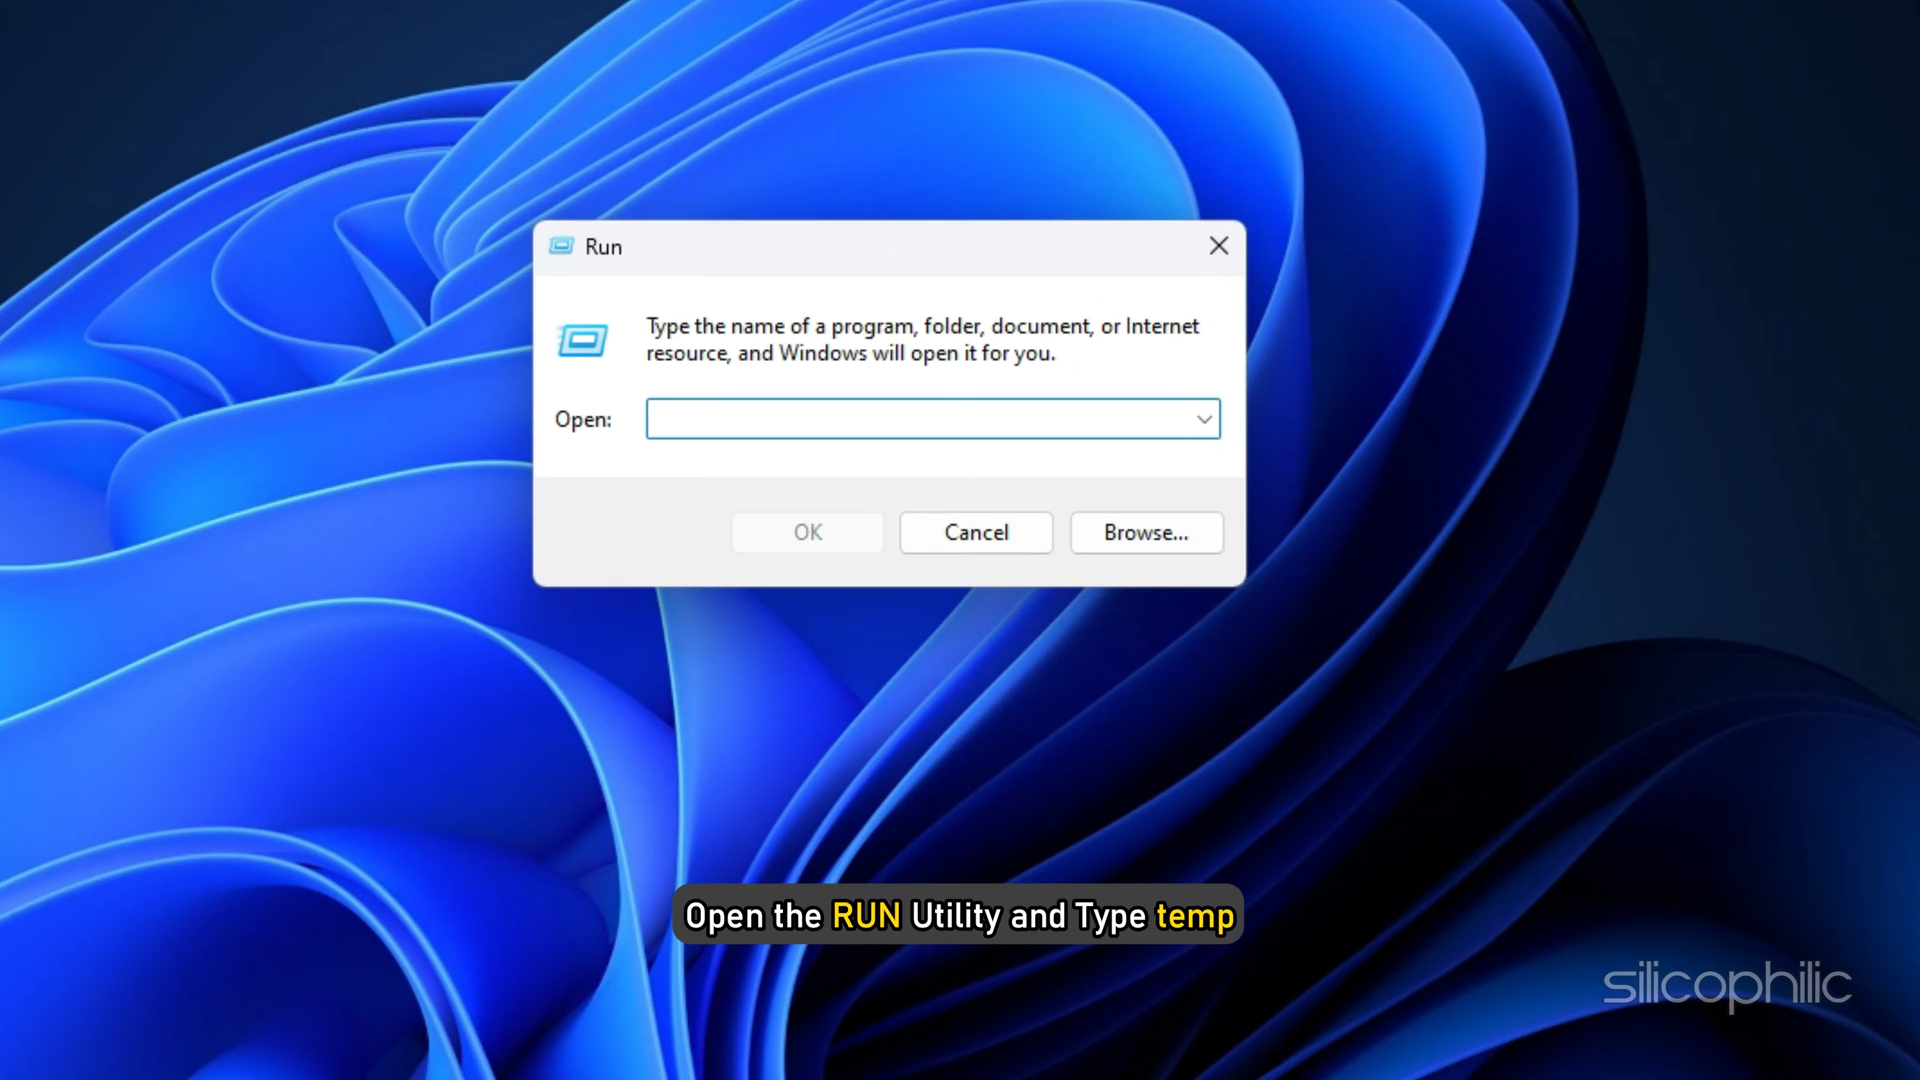 Run
Type the name of a program, folder, document, or Internet
resource, and Windows will open it for you.
Open:
OK
Cancel
Browse...
Open the RUN Utility and Type temp
silicophilic